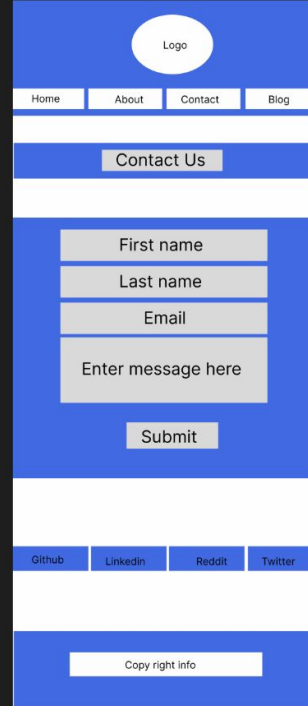 Logo
Home About Contact Blog
Contact Us
First name
Last name
Email
Enter message here
Submit
Github Linkedin Reddit Twitter
Copy right info